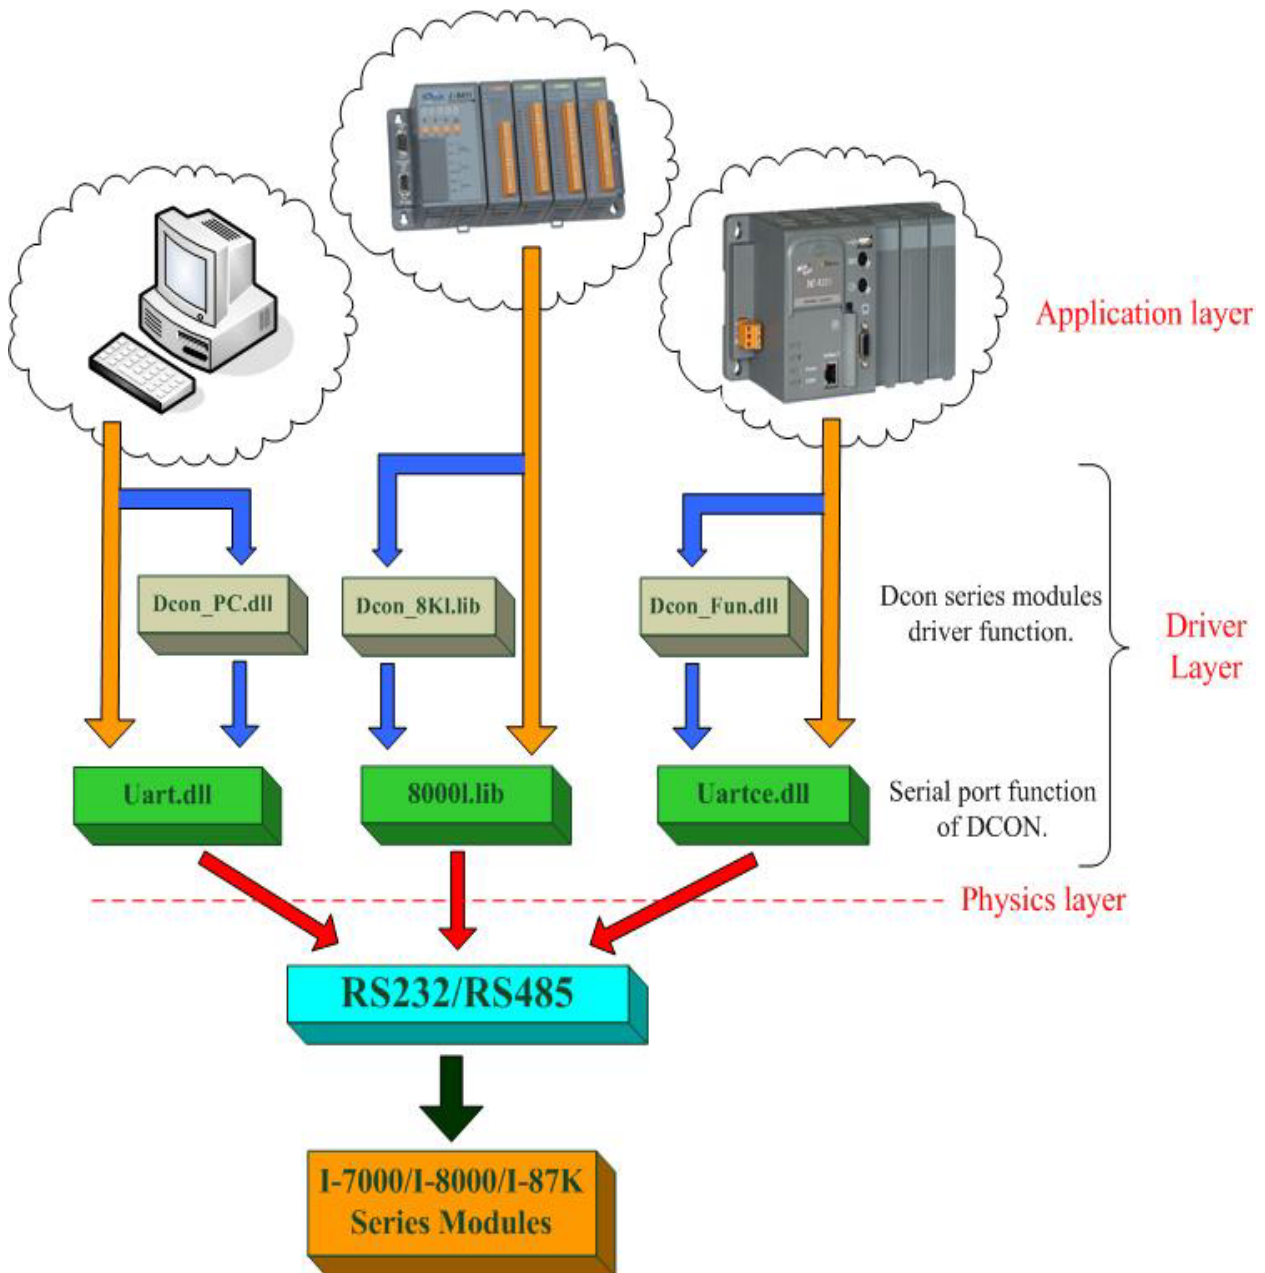 Application layer
Dcon_PC.dll
Dcon_8Kl.lib
Dcon_Fun.dll
Dcon series modules
driver function.
Driver
Layer
Uart.dll
8000l.lib
Uartce.dll
Serial port function
of DCON.
Physics layer
RS232/RS485
I-7000/I-8000/I-87K
Series Modules